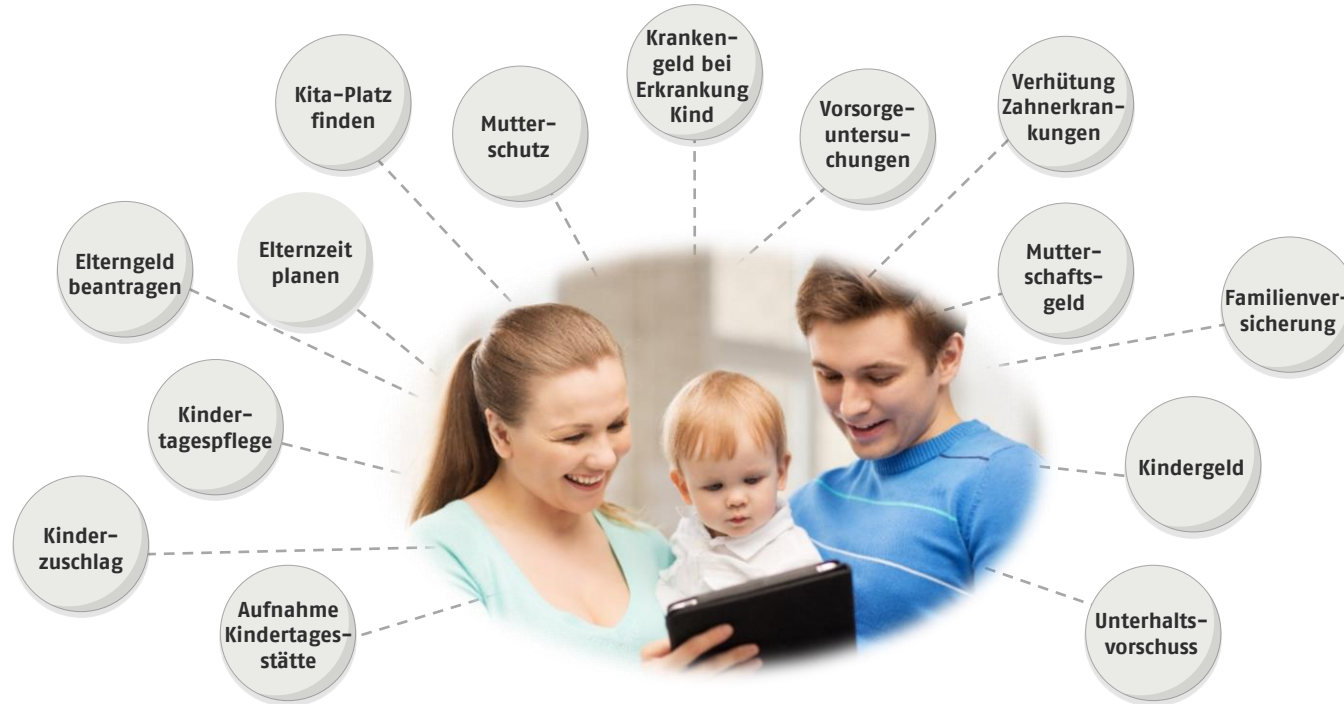 Kranken-
geld bei
Erkrankung
Kind
Kita-Platz
finden
Mutter-
schutz
Vorsorge-
untersu-
chungen
Verhütung
Zahnerkran-
kungen
Elterngeld
beantragen
Elternzeit
planen
Mutter-
schafts-
geld
Familienver-
sicherung
Kinder-
tagespflege
Kindergeld
Kinder-
zuschlag
Aufnahme
Kindertages-
stätte
Unterhalts-
vorschuss